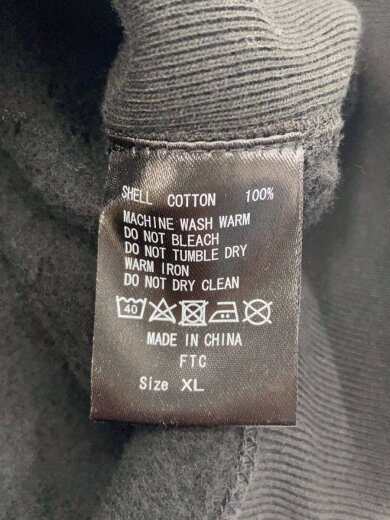 SHELL COTTON 100%
MACHINE WASH WARM
DO NOT BLEACH
DO NOT TUMBLE DRY
WARM IRON
DO NOT DRY CLEAN
40
MADE IN CHINA
FTC
Size XL